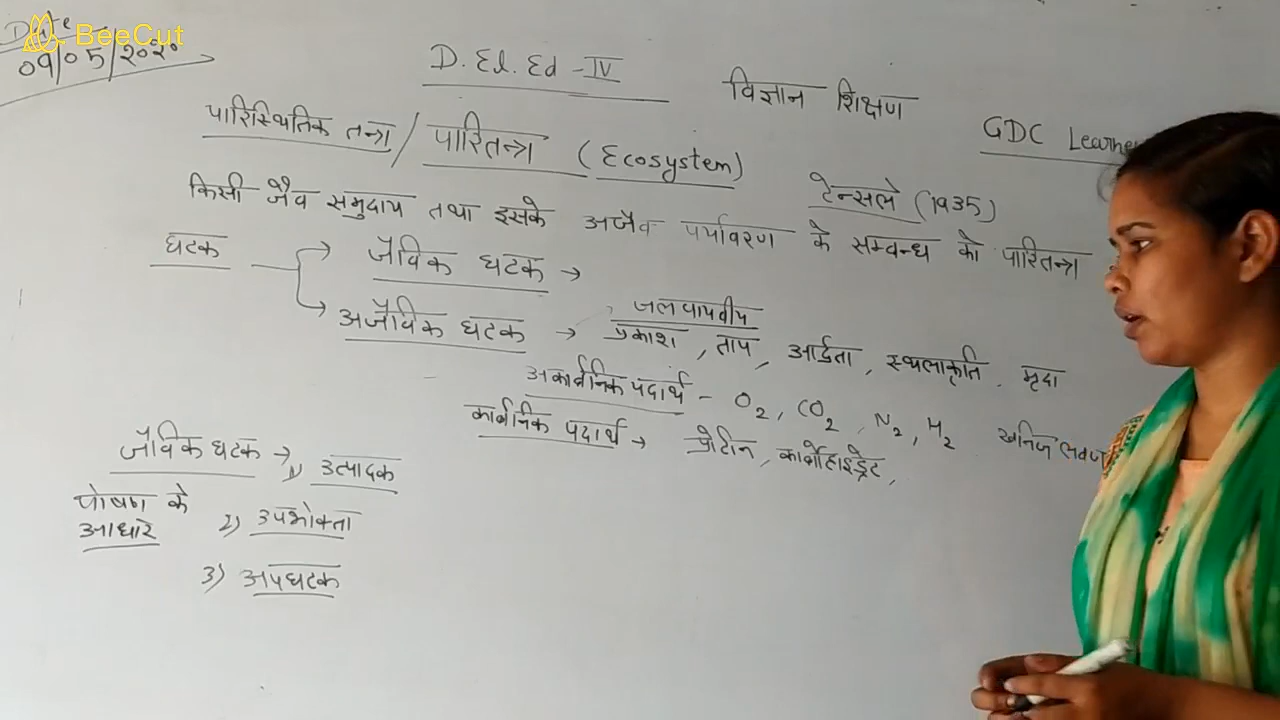 BeeCut
Date
09/05/2020
D.El.Ed-IV
विज्ञान शिक्षण
GDC Learne
पारिस्थितिक तन्त्र / पारितन्त्र (Ecosystem)
टेन्सले (1935)
किसी जैव समुदाय तथा इसके अजैव पर्यावरण के सम्बन्ध को पारितन्त्र
घटक → जैविक घटक →
अजैविक घटक → जलवायवीय
प्रकाश, ताप, आर्द्रता, स्थलाकृति, मृदा
अकार्बनिक पदार्थ - O2, CO2, N2, H2 खनिज लवण
कार्बनिक पदार्थ → प्रोटीन, कार्बोहाइड्रेट,
जैविक घटक → 1) उत्पादक
पोषण के
आधारे
2) उपभोक्ता
3) अपघटक